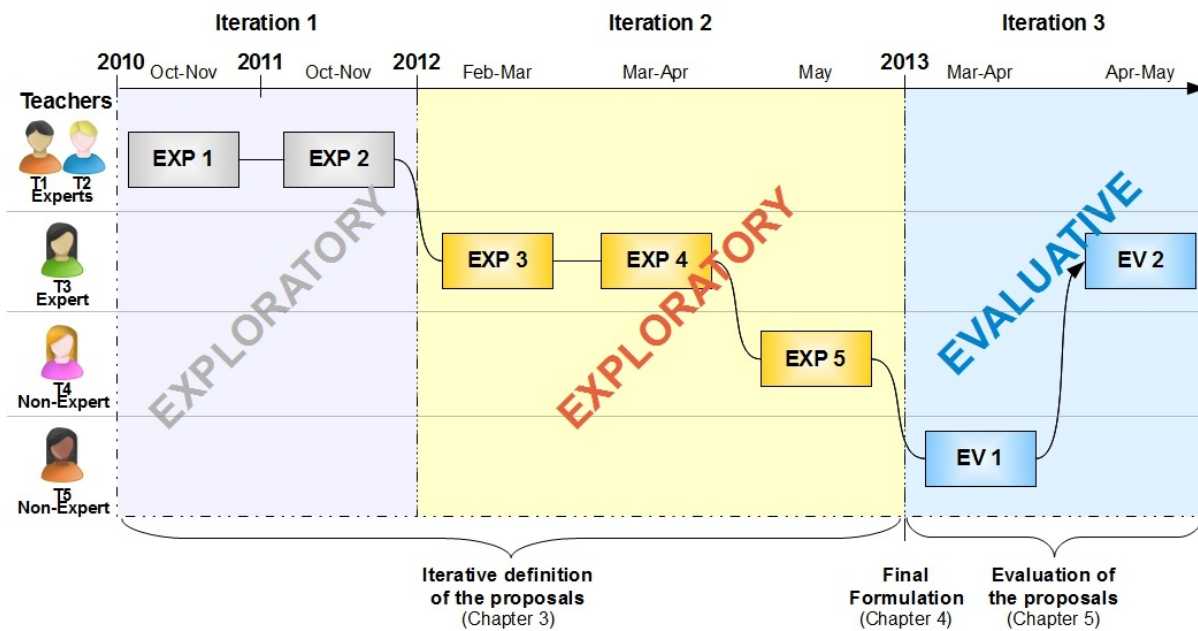 Iteration 1
Iteration 2
Iteration 3
2010
2011
2012
2013
Oct-Nov
Oct-Nov
Feb-Mar
Mar-Apr
May
Mar-Apr
Apr-May
Teachers
T1 T2
Experts
EXP 1
EXP 2
T3
Expert
EXP 3
EXP 4
EV 2
T4
Non-Expert
EXP 5
T5
Non-Expert
EV 1
EXPLORATORY
EXPLORATORY
EVALUATIVE
Iterative definition
of the proposals
(Chapter 3)
Final
Formulation
(Chapter 4)
Evaluation of
the proposals
(Chapter 5)